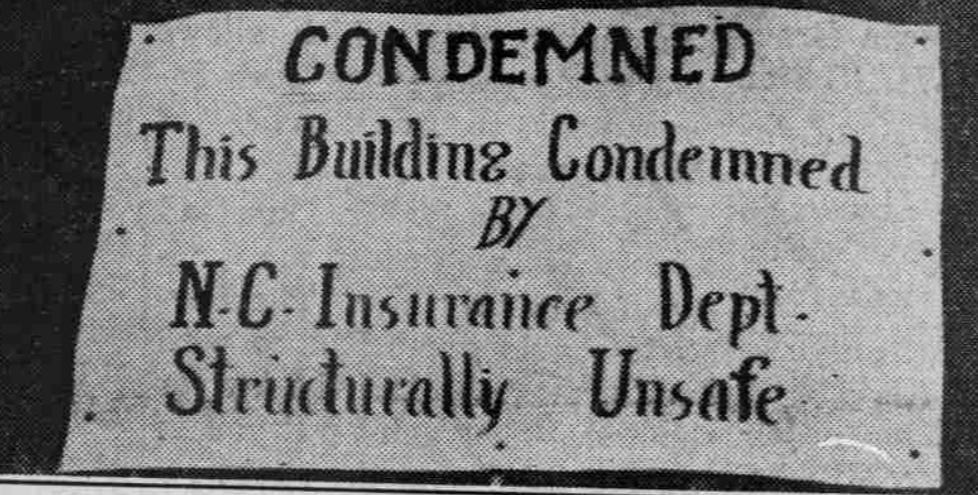 CONDEMNED
This Building Condemned
BY
N.C. Insurance Dept.
Structurally Unsafe